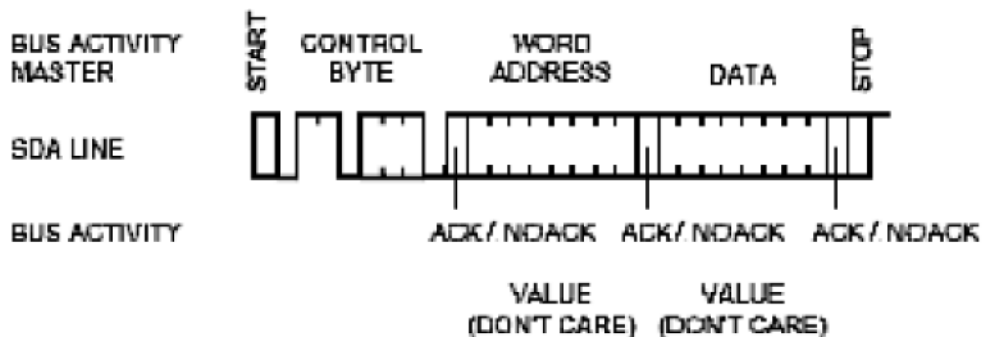 BUS ACTIVITY
MASTER
START
CONTROL
BYTE
WORD
ADDRESS
DATA
STOP
SDA LINE
BUS ACTIVITY
ACK / NOACK
ACK / NOACK
ACK / NOACK
VALUE
(DON'T CARE)
VALUE
(DON'T CARE)